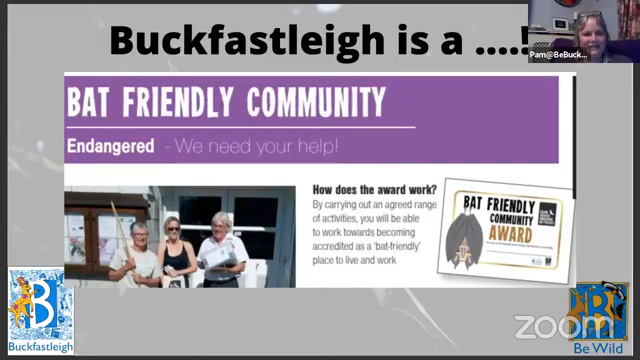 Buckfastleigh is a ....!
Pam@BeBuck...
BAT FRIENDLY COMMUNITY
Endangered - We need your help!
How does the award work?
By carrying out an agreed range
of activities, you will be able
to work towards becoming
accredited as a 'bat-friendly'
place to live and work
BAT FRIENDLY
COMMUNITY
AWARD
B
Buckfastleigh
zoom
B
Be Wild